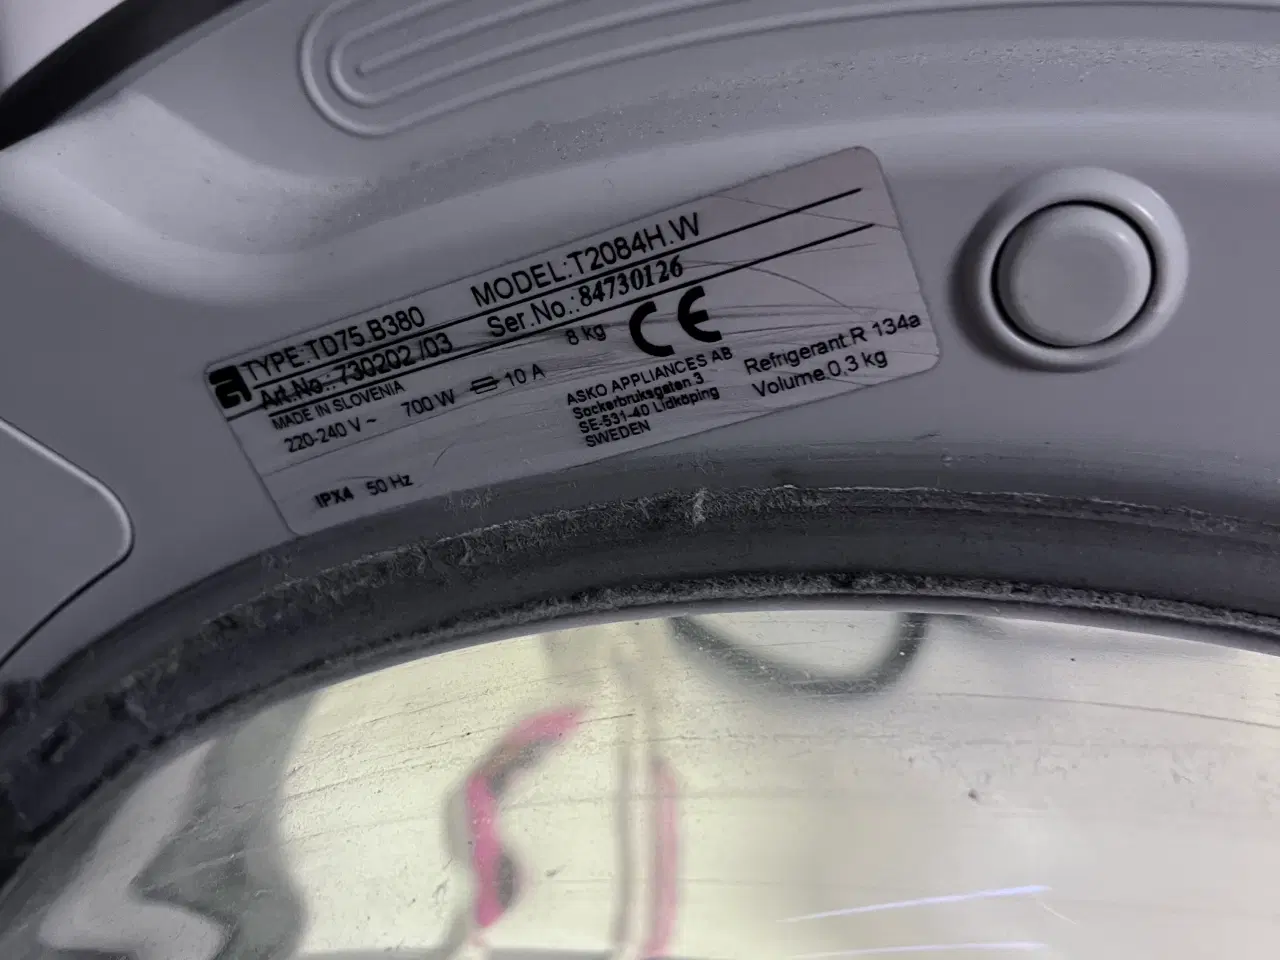 TYPE:TD75.B380 MODEL:T2084H.W
Art.No.: 730202 /03 Ser.No.: 84730126
MADE IN SLOVENIA
220-240 V ~ 700 W 10 A 8 kg CE
ASKO APPLIANCES AB
Sockerbruksgatan 3
SE-531-40 Lidköping
SWEDEN
Refrigerant:R 134a
Volume:0,3 kg
IPX4 50 Hz